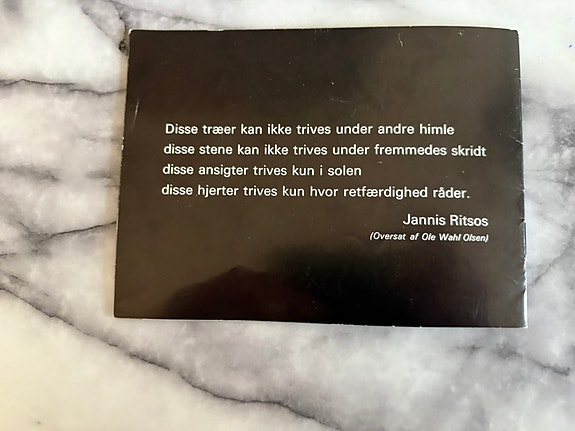 Disse træer kan ikke trives under andre himle
disse stene kan ikke trives under fremmedes skridt
disse ansigter trives kun i solen
disse hjerter trives kun hvor retfærdighed råder.
Jannis Ritsos
(Oversat af Ole Wahl Olsen)